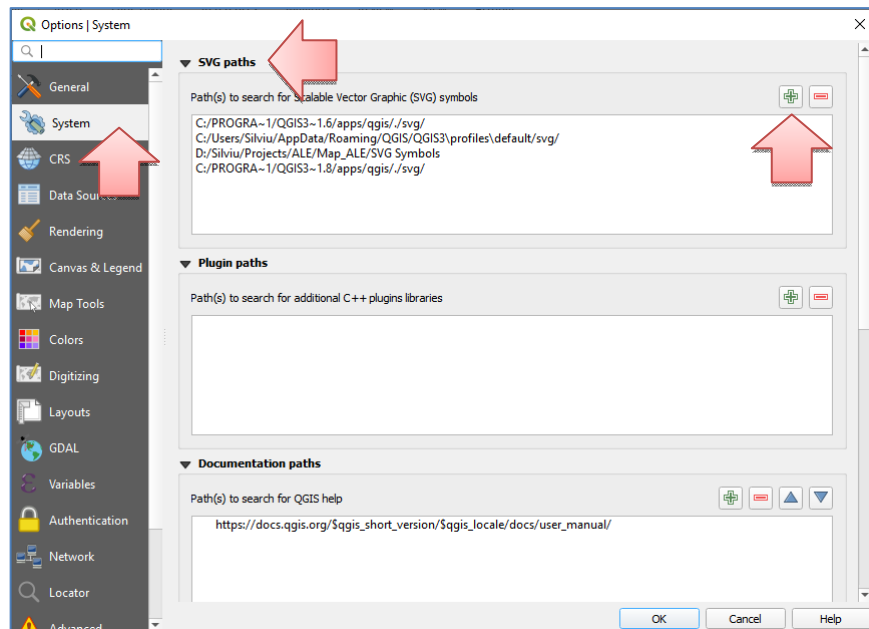 Options | System
General
System
CRS
Data Sources
Rendering
Canvas & Legend
Map Tools
Colors
Digitizing
Layouts
GDAL
Variables
Authentication
Network
Locator
Advanced
SVG paths
Path(s) to search for Scalable Vector Graphic (SVG) symbols
C:/PROGRA~1/QGIS3~1.6/apps/qgis/./svg/
C:/Users/Silviu/AppData/Roaming/QGIS/QGIS3\profiles\default/svg/
D:/Silviu/Projects/ALE/Map_ALE/SVG Symbols
C:/PROGRA~1/QGIS3~1.8/apps/qgis/./svg/
Plugin paths
Path(s) to search for additional C++ plugins libraries
Documentation paths
Path(s) to search for QGIS help
https://docs.qgis.org/$qgis_short_version/$qgis_locale/docs/user_manual/
OK
Cancel
Help